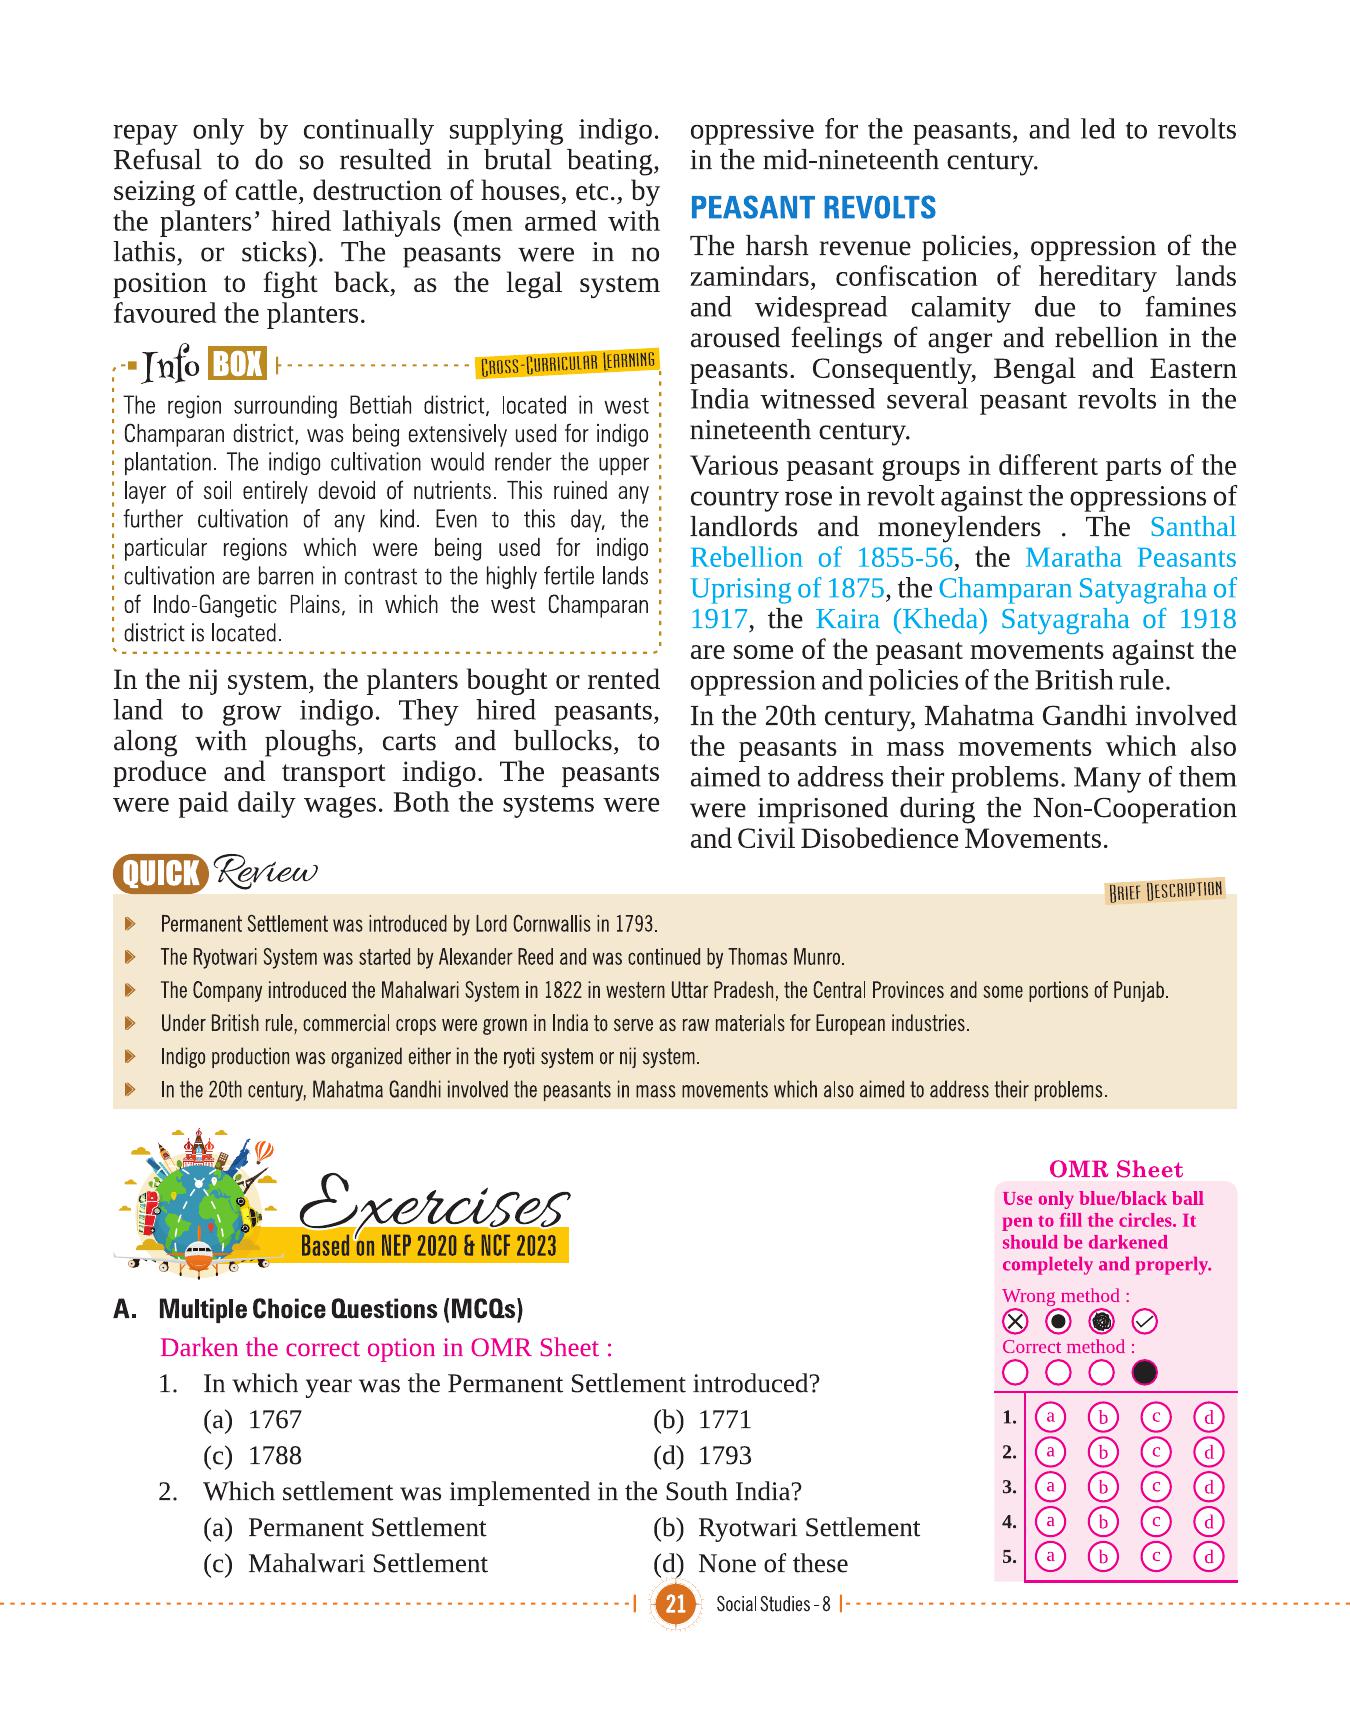 repay only by continually supplying indigo.
Refusal to do so resulted in brutal beating,
seizing of cattle, destruction of houses, etc., by
the planters’ hired lathiyals (men armed with
lathis, or sticks). The peasants were in no
position to fight back, as the legal system
favoured the planters.
Info BOX
CROSS-CURRICULAR LEARNING
The region surrounding Bettiah district, located in west
Champaran district, was being extensively used for indigo
plantation. The indigo cultivation would render the upper
layer of soil entirely devoid of nutrients. This ruined any
further cultivation of any kind. Even to this day, the
particular regions which were being used for indigo
cultivation are barren in contrast to the highly fertile lands
of Indo-Gangetic Plains, in which the west Champaran
district is located.
In the nij system, the planters bought or rented
land to grow indigo. They hired peasants,
along with ploughs, carts and bullocks, to
produce and transport indigo. The peasants
were paid daily wages. Both the systems were
oppressive for the peasants, and led to revolts
in the mid-nineteenth century.
PEASANT REVOLTS
The harsh revenue policies, oppression of the
zamindars, confiscation of hereditary lands
and widespread calamity due to famines
aroused feelings of anger and rebellion in the
peasants. Consequently, Bengal and Eastern
India witnessed several peasant revolts in the
nineteenth century.
Various peasant groups in different parts of the
country rose in revolt against the oppressions of
landlords and moneylenders . The Santhal
Rebellion of 1855-56, the Maratha Peasants
Uprising of 1875, the Champaran Satyagraha of
1917, the Kaira (Kheda) Satyagraha of 1918
are some of the peasant movements against the
oppression and policies of the British rule.
In the 20th century, Mahatma Gandhi involved
the peasants in mass movements which also
aimed to address their problems. Many of them
were imprisoned during the Non-Cooperation
and Civil Disobedience Movements.
QUICK Review
BRIEF DESCRIPTION
Permanent Settlement was introduced by Lord Cornwallis in 1793.
The Ryotwari System was started by Alexander Reed and was continued by Thomas Munro.
The Company introduced the Mahalwari System in 1822 in western Uttar Pradesh, the Central Provinces and some portions of Punjab.
Under British rule, commercial crops were grown in India to serve as raw materials for European industries.
Indigo production was organized either in the ryoti system or nij system.
In the 20th century, Mahatma Gandhi involved the peasants in mass movements which also aimed to address their problems.
Exercises
Based on NEP 2020 & NCF 2023
A. Multiple Choice Questions (MCQs)
Darken the correct option in OMR Sheet :
1. In which year was the Permanent Settlement introduced?
(a) 1767 (b) 1771
(c) 1788 (d) 1793
2. Which settlement was implemented in the South India?
(a) Permanent Settlement (b) Ryotwari Settlement
(c) Mahalwari Settlement (d) None of these
OMR Sheet
Use only blue/black ball
pen to fill the circles. It
should be darkened
completely and properly.
Wrong method :
Correct method :
1. a b c d
2. a b c d
3. a b c d
4. a b c d
5. a b c d
21 Social Studies - 8